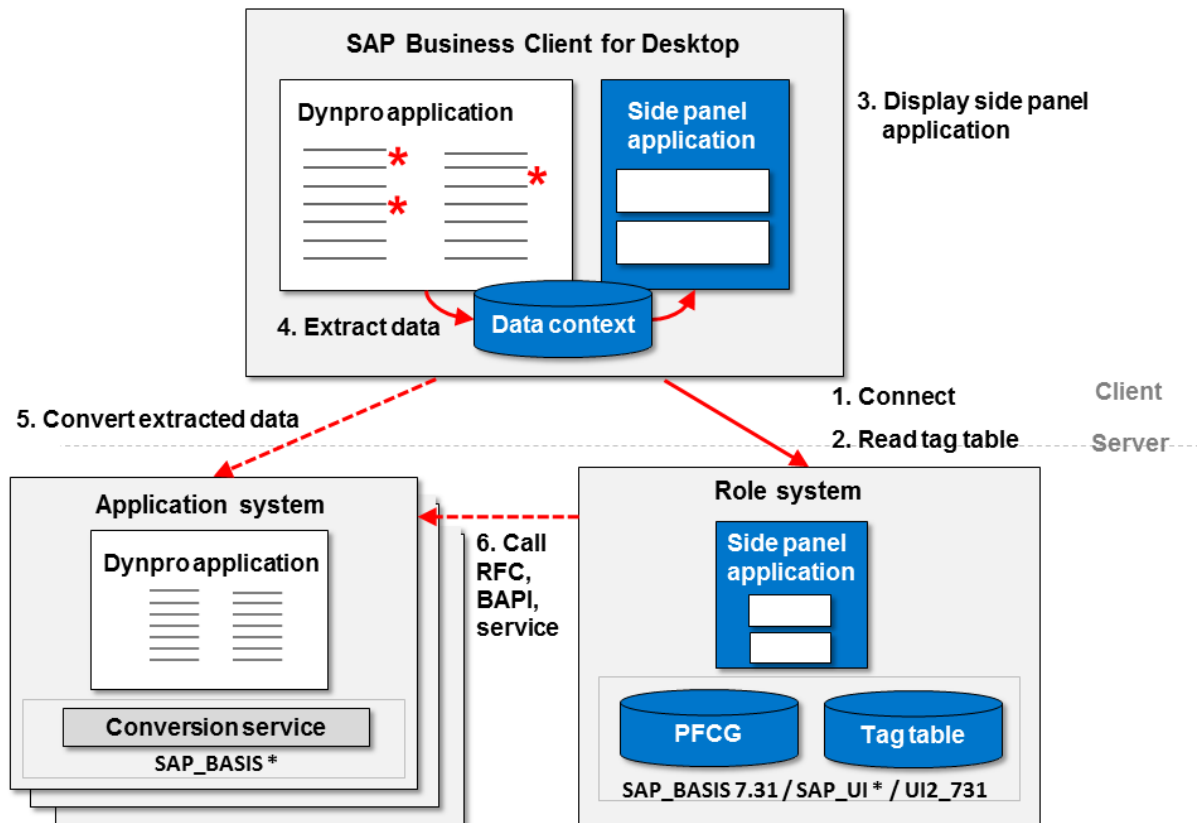 SAP Business Client for Desktop
Dynpro application
Side panel
application
3. Display side panel
application
*
*
*
4. Extract data
Data context
1. Connect
Client
5. Convert extracted data
2. Read tag table
Server
Application system
Dynpro application
Conversion service
SAP_BASIS *
6. Call
RFC,
BAPI,
service
Role system
Side panel
application
PFCG
Tag table
SAP_BASIS 7.31 / SAP_UI * / UI2_731